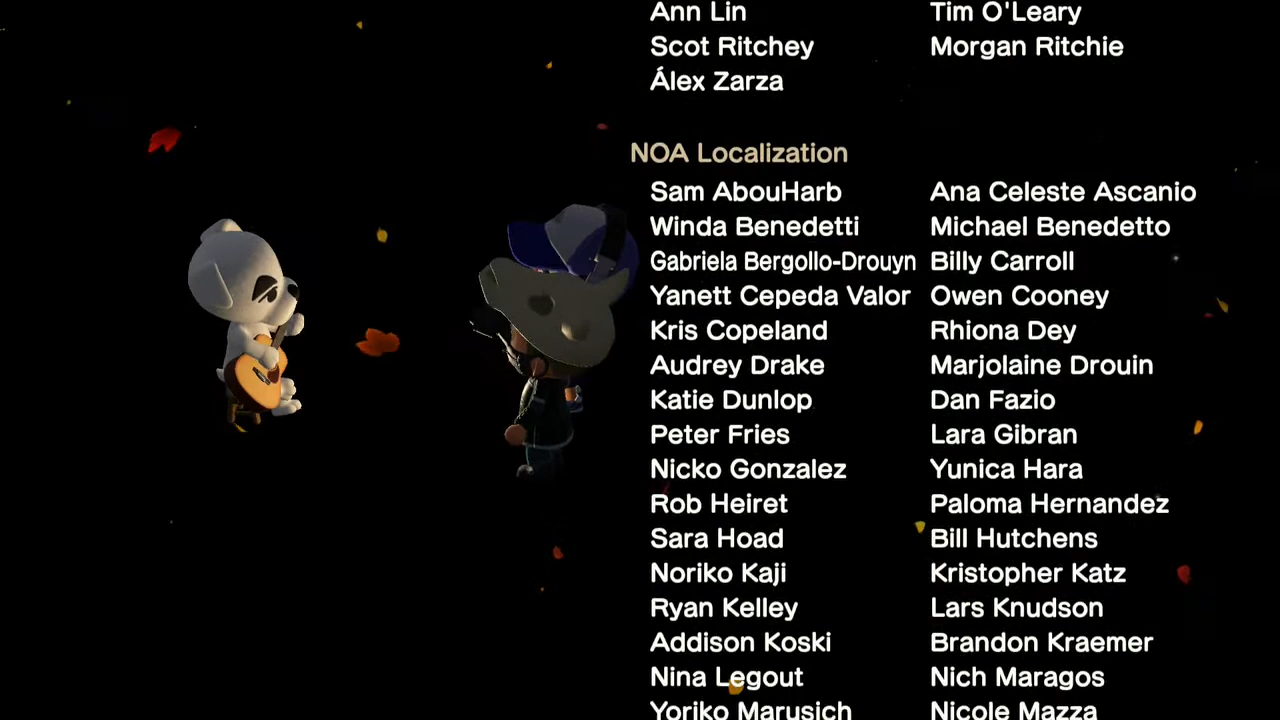 Ann Lin Tim O'Leary
Scot Ritchey Morgan Ritchie
Álex Zarza
NOA Localization
Sam AbouHarb Ana Celeste Ascanio
Winda Benedetti Michael Benedetto
Gabriela Bergollo-Drouyn Billy Carroll
Yanett Cepeda Valor Owen Cooney
Kris Copeland Rhiona Dey
Audrey Drake Marjolaine Drouin
Katie Dunlop Dan Fazio
Peter Fries Lara Gibran
Nicko Gonzalez Yunica Hara
Rob Heiret Paloma Hernandez
Sara Hoad Bill Hutchens
Noriko Kaji Kristopher Katz
Ryan Kelley Lars Knudson
Addison Koski Brandon Kraemer
Nina Legout Nich Maragos
Yoriko Marusich Nicole Mazza